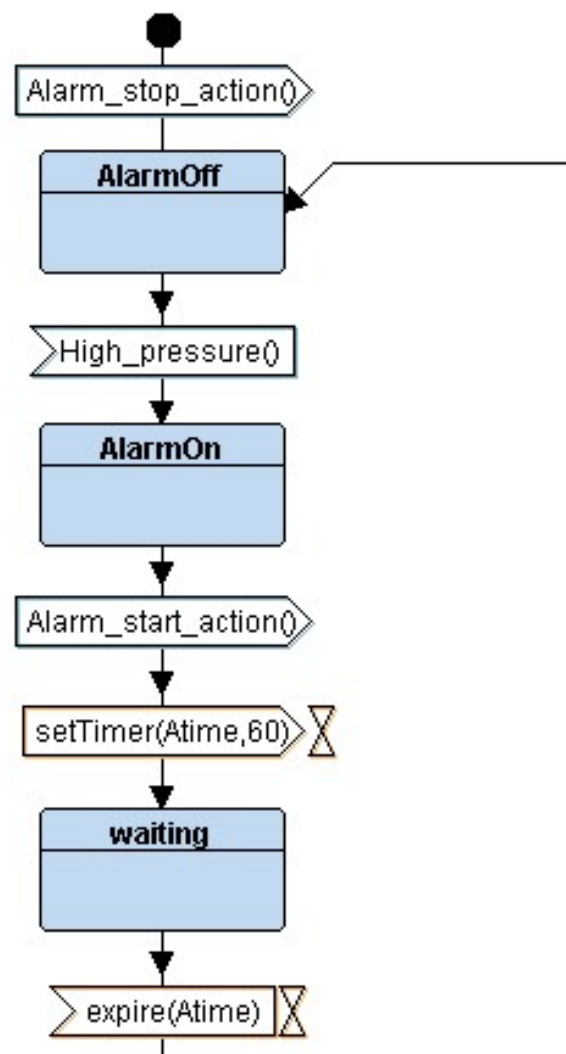 Alarm_stop_action()
AlarmOff
High_pressure()
AlarmOn
Alarm_start_action()
setTimer(Atime,60)
waiting
expire(Atime)